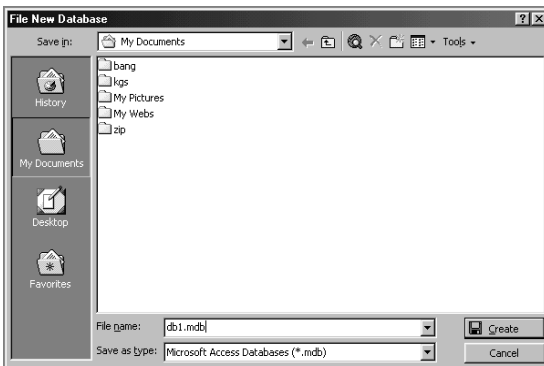 File New Database
Save in: My Documents Tools
History
My Documents
Desktop
Favorites
bang
kgs
My Pictures
My Webs
zip
File name: db1.mdb Create
Save as type: Microsoft Access Databases (*.mdb) Cancel